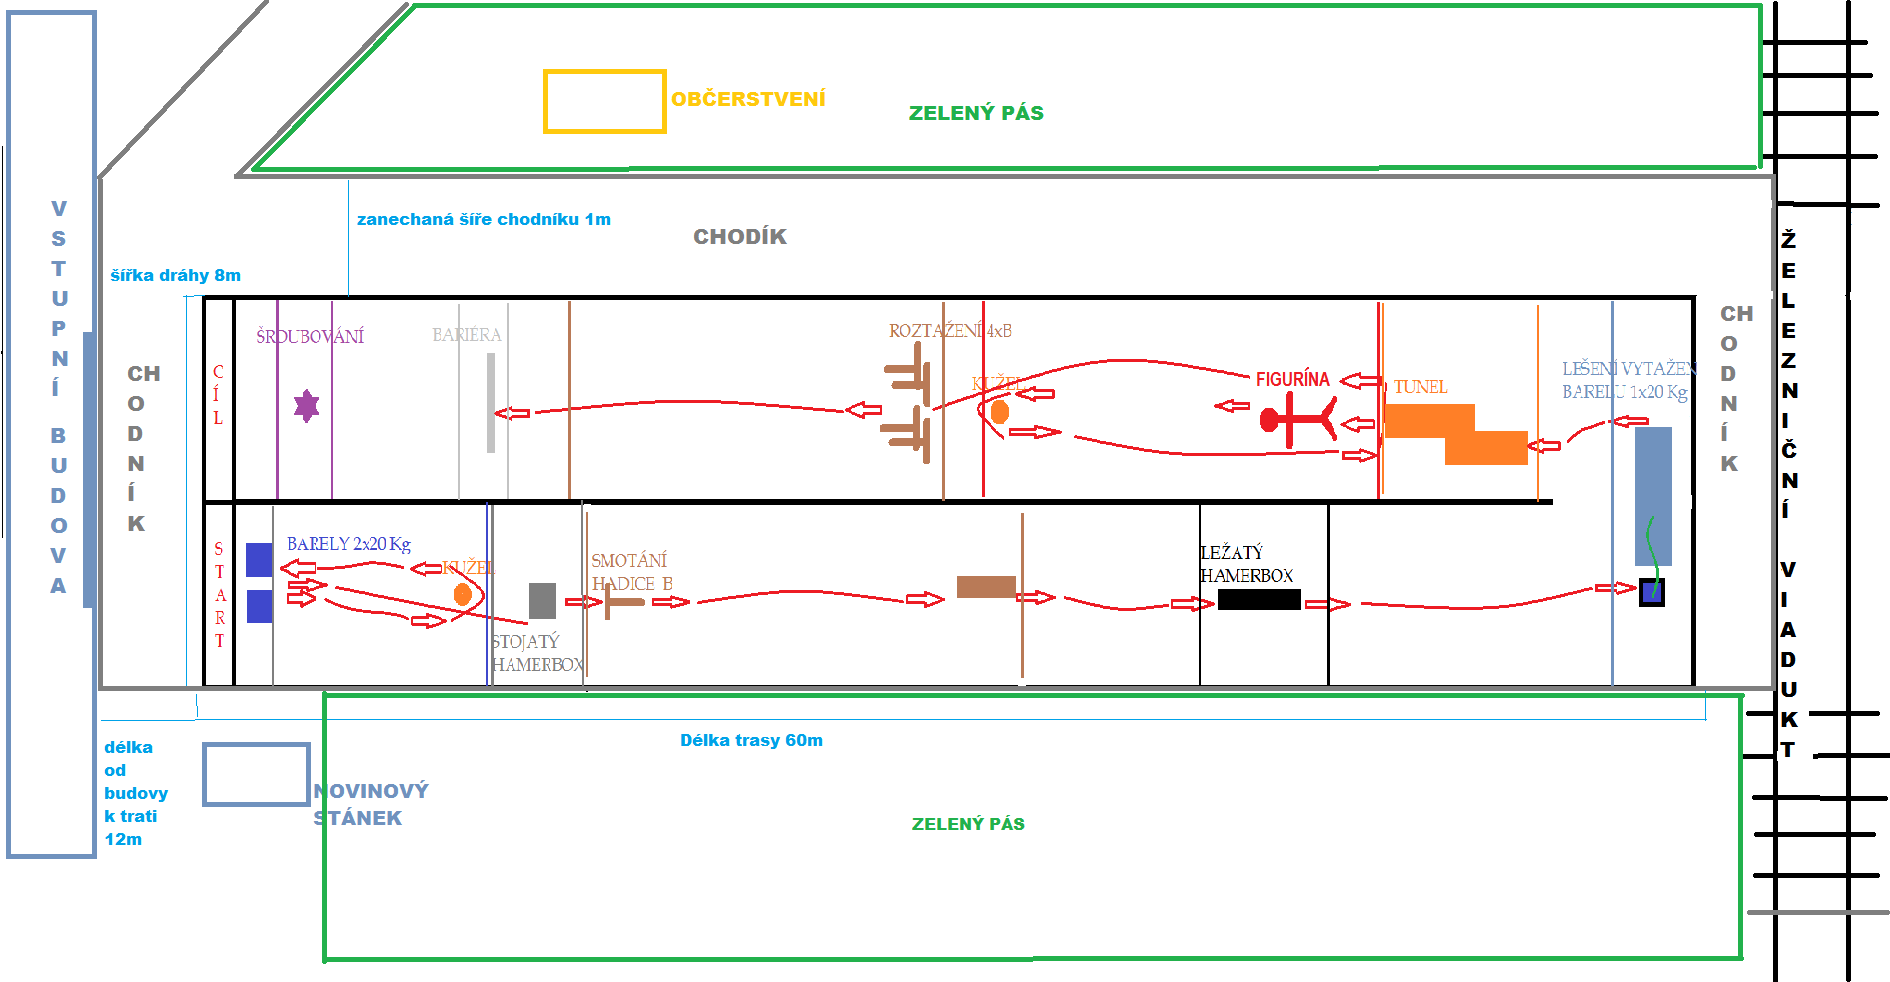 OBČERSTVENÍ
ZELENÝ PÁS
VSTUPNÍ BUDOVA
zanechaná šíře chodníku 1m
CHODÍK
šířka dráhy 8m
ŽELEZNIČNÍ VIADUKT
CHODNÍK
CHODNÍK
CÍL
ŠROUBOVÁNÍ
BARIÉRA
ROZTAŽENÍ 4xB
KUŽEL
FIGURÍNA
TUNEL
LEŠENÍ VYTAŽEN
BARELU 1x20 Kg
START
BARELY 2x20 Kg
KUŽEL
STOJATÝ
HAMERBOX
SMOTÁNÍ
HADICE B
LEŽATÝ
HAMERBOX
Délka trasy 60m
délka
od
budovy
k trati
12m
NOVINOVÝ
STÁNEK
ZELENÝ PÁS